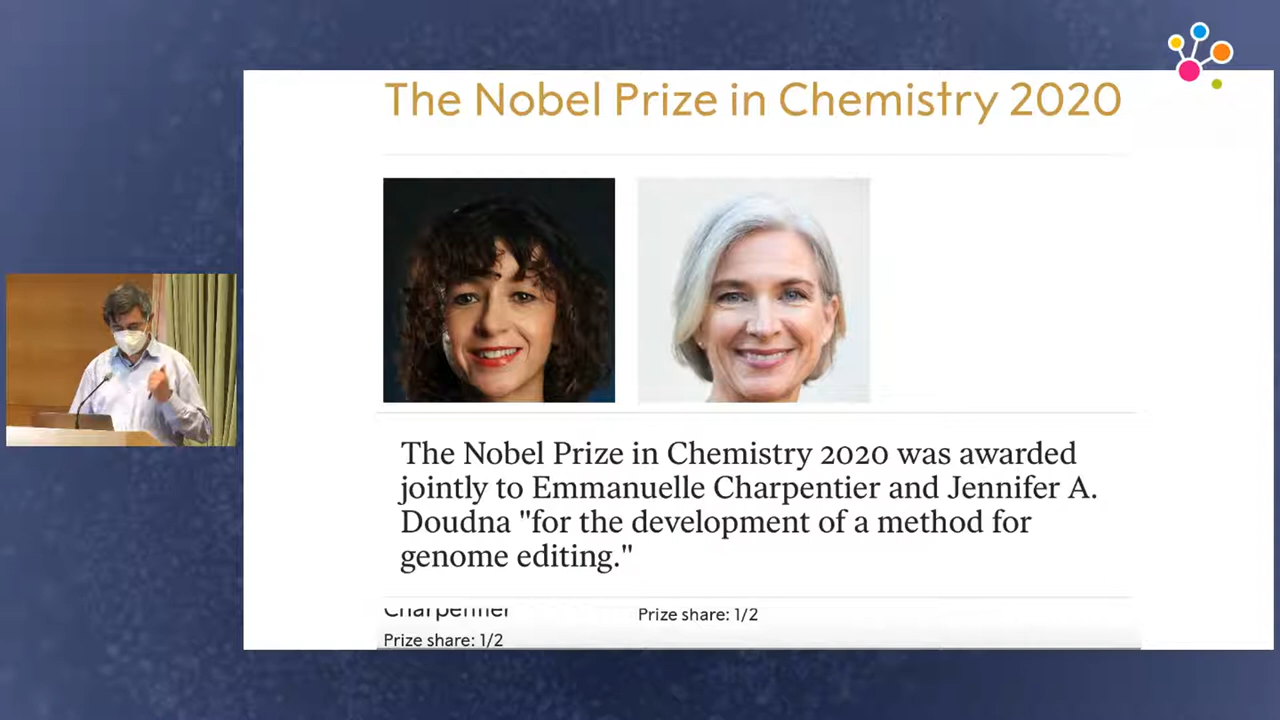 The Nobel Prize in Chemistry 2020
The Nobel Prize in Chemistry 2020 was awarded
jointly to Emmanuelle Charpentier and Jennifer A.
Doudna "for the development of a method for
genome editing."
Charpentier
Prize share: 1/2
Prize share: 1/2